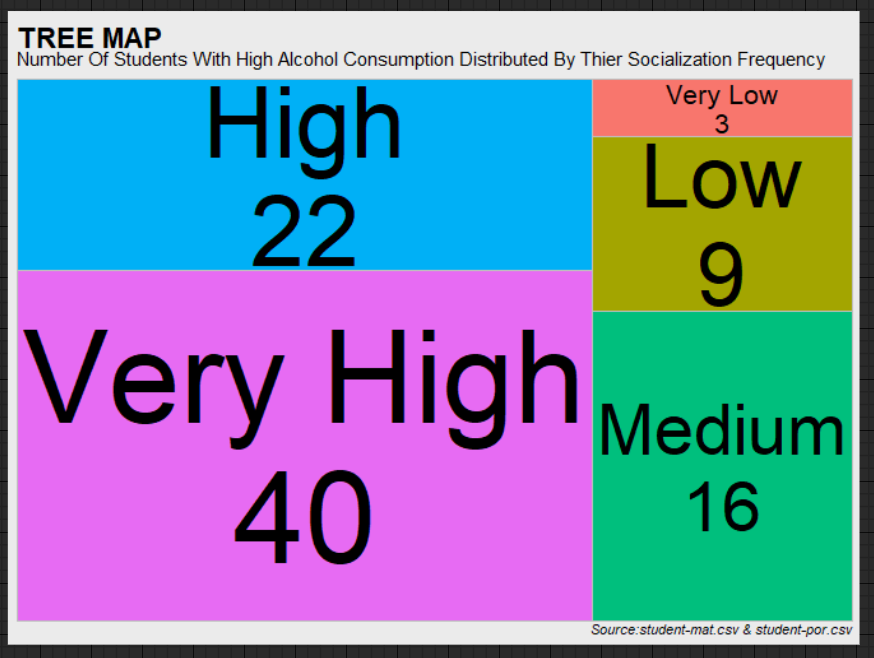 TREE MAP
Number Of Students With High Alcohol Consumption Distributed By Thier Socialization Frequency
High
22
Very High
40
Very Low
3
Low
9
Medium
16
Source:student-mat.csv & student-por.csv